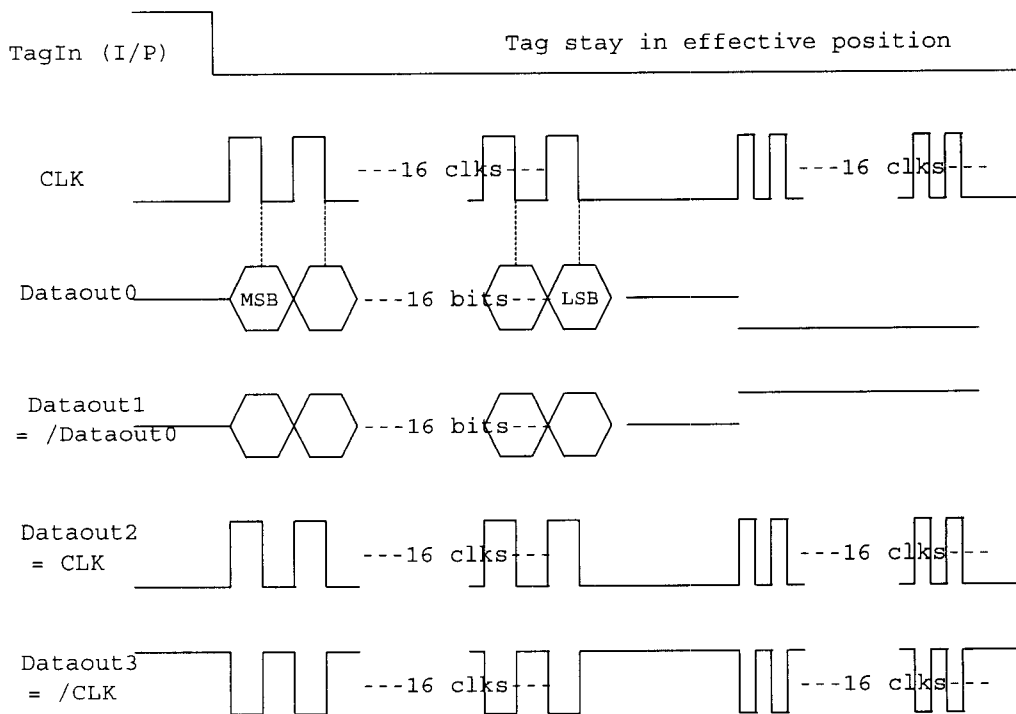 TagIn (I/P)
Tag stay in effective position
CLK
---16 clks---
---16 clks---
Dataout0
MSB
---16 bits---
LSB
Dataout1
= /Dataout0
---16 bits---
Dataout2
= CLK
---16 clks---
---16 clks---
Dataout3
= /CLK
---16 clks---
---16 clks---